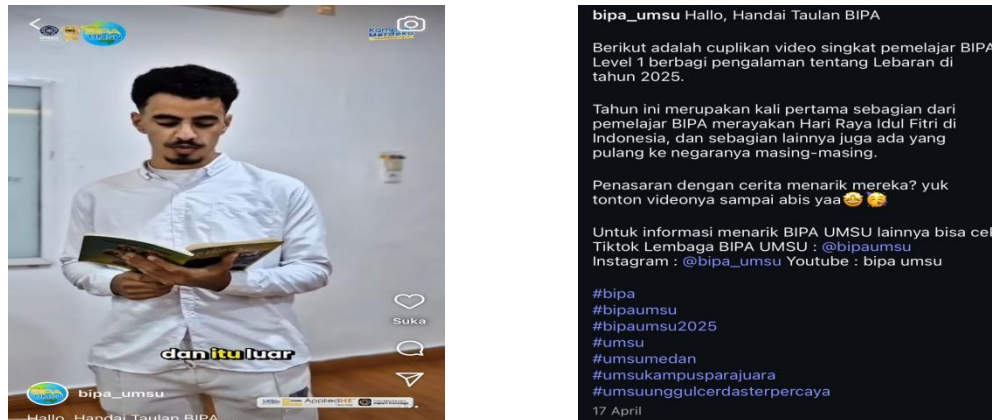 Kampus
Merdeka
dan itu luar
Suka
bipa_umsu
AppliedHE
Hallo, Handai Taulan BIPA
bipa_umsu Hallo, Handai Taulan BIPA
Berikut adalah cuplikan video singkat pemelajar BIPA
Level 1 berbagi pengalaman tentang Lebaran di
tahun 2025.
Tahun ini merupakan kali pertama sebagian dari
pemelajar BIPA merayakan Hari Raya Idul Fitri di
Indonesia, dan sebagian lainnya juga ada yang
pulang ke negaranya masing-masing.
Penasaran dengan cerita menarik mereka? yuk
tonton videonya sampai abis yaa🤩🥳
Untuk informasi menarik BIPA UMSU lainnya bisa cek
Tiktok Lembaga BIPA UMSU : @bipaumsu
Instagram : @bipa_umsu Youtube : bipa umsu
#bipa
#bipaumsu
#bipaumsu2025
#umsu
#umsumedan
#umsukampusparajuara
#umsuunggulcerdasterpercaya
17 April